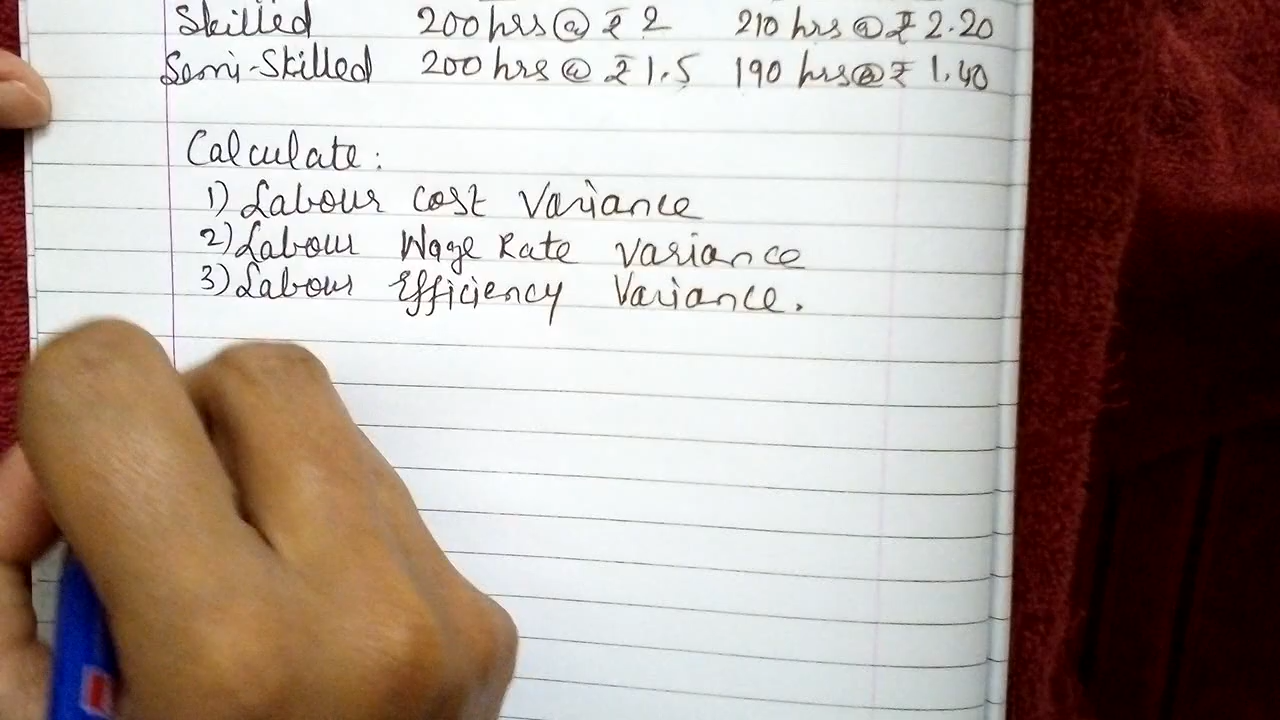 Skilled 200 hrs @ ₹ 2 210 hrs @ ₹ 2.20
Semi-Skilled 200 hrs @ ₹ 1.5 190 hrs @ ₹ 1.40
Calculate:
1) Labour Cost Variance
2) Labour Wage Rate Variance
3) Labour Efficiency Variance.